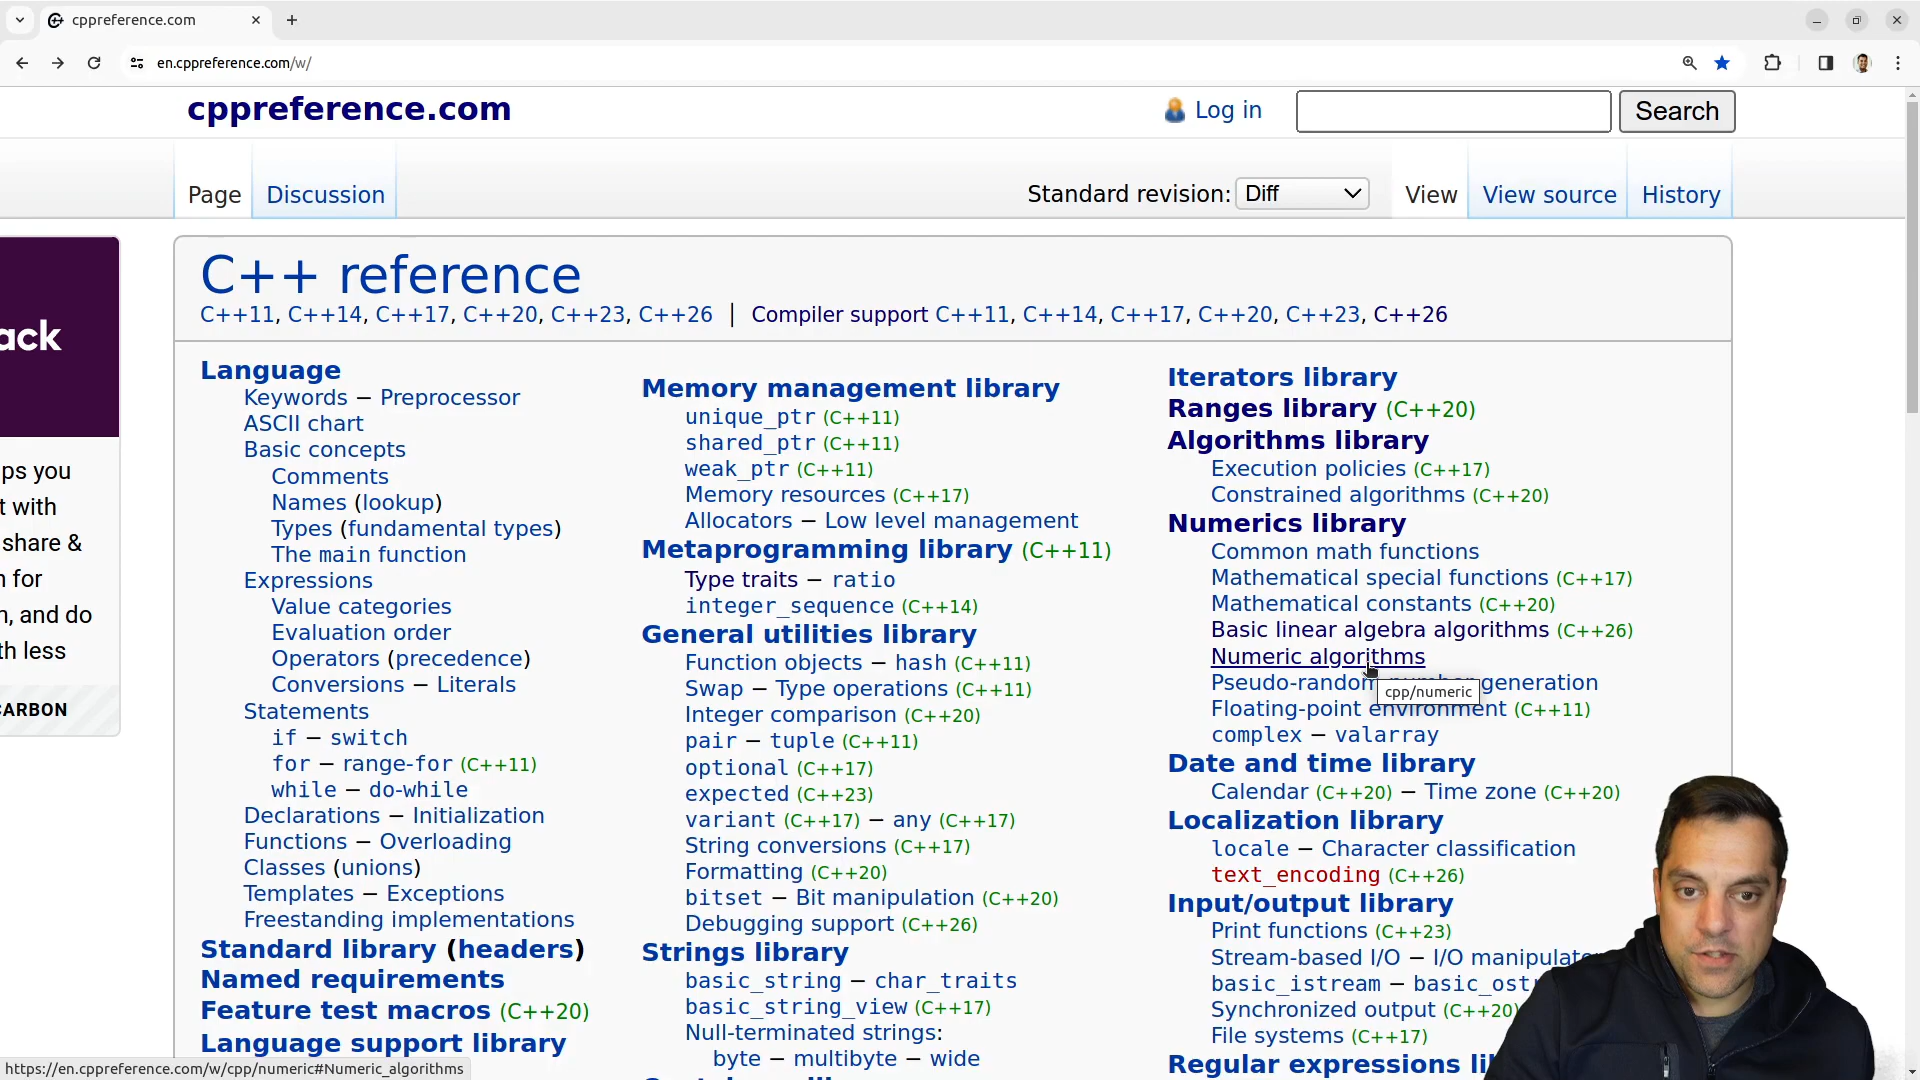 cppreference.com
en.cppreference.com/w/
cppreference.com
Log in
Search
Page
Discussion
Standard revision: Diff
View
View source
History
ack
ps you
t with
share &
n for
n, and do
th less
CARBON
C++ reference
C++11, C++14, C++17, C++20, C++23, C++26 | Compiler support C++11, C++14, C++17, C++20, C++23, C++26
Language
Keywords − Preprocessor
ASCII chart
Basic concepts
Comments
Names (lookup)
Types (fundamental types)
The main function
Expressions
Value categories
Evaluation order
Operators (precedence)
Conversions − Literals
Statements
if − switch
for − range-for (C++11)
while − do-while
Declarations − Initialization
Functions − Overloading
Classes (unions)
Templates − Exceptions
Freestanding implementations
Standard library (headers)
Named requirements
Feature test macros (C++20)
Language support library
Memory management library
unique_ptr (C++11)
shared_ptr (C++11)
weak_ptr (C++11)
Memory resources (C++17)
Allocators − Low level management
Metaprogramming library (C++11)
Type traits − ratio
integer_sequence (C++14)
General utilities library
Function objects − hash (C++11)
Swap − Type operations (C++11)
Integer comparison (C++20)
pair − tuple (C++11)
optional (C++17)
expected (C++23)
variant (C++17) − any (C++17)
String conversions (C++17)
Formatting (C++20)
bitset − Bit manipulation (C++20)
Debugging support (C++26)
Strings library
basic_string − char_traits
basic_string_view (C++17)
Null-terminated strings:
byte − multibyte − wide
Iterators library
Ranges library (C++20)
Algorithms library
Execution policies (C++17)
Constrained algorithms (C++20)
Numerics library
Common math functions
Mathematical special functions (C++17)
Mathematical constants (C++20)
Basic linear algebra algorithms (C++26)
Numeric algorithms
Pseudo-random generation
cpp/numeric
Floating-point environment (C++11)
complex − valarray
Date and time library
Calendar (C++20) − Time zone (C++20)
Localization library
locale − Character classification
text_encoding (C++26)
Input/output library
Print functions (C++23)
Stream-based I/O − I/O manipulato
basic_istream − basic_ost
Synchronized output (C++20)
File systems (C++17)
Regular expressions li
https://en.cppreference.com/w/cpp/numeric#Numeric_algorithms